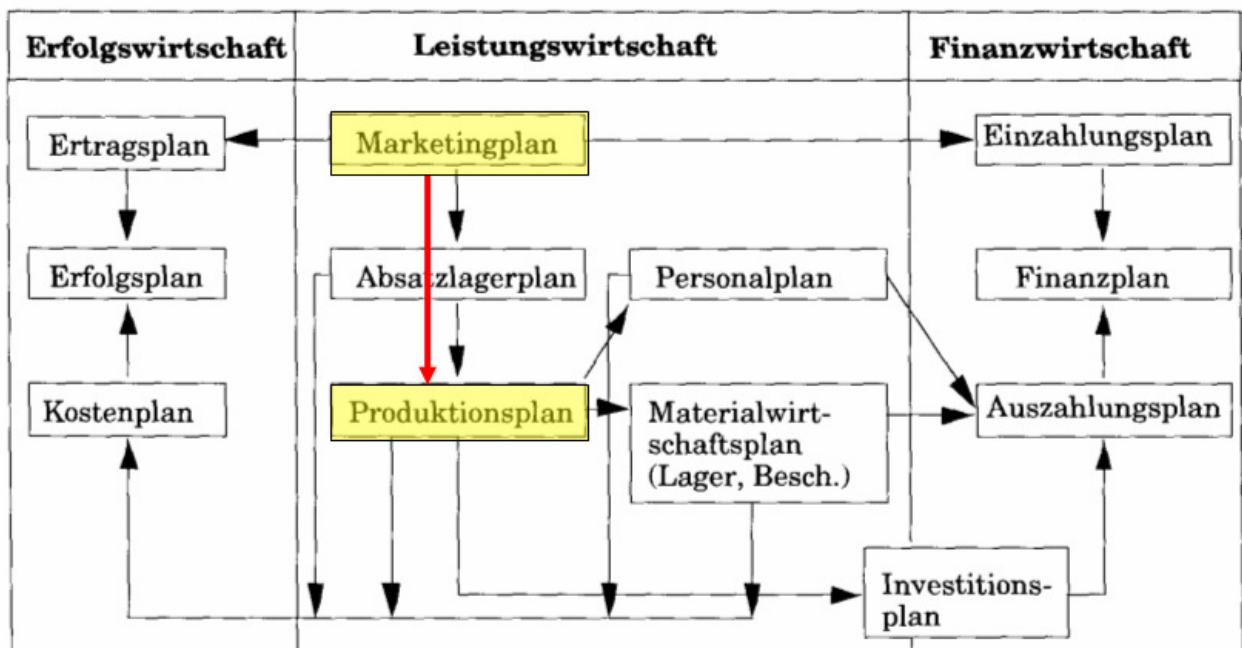 Erfolgswirtschaft
Leistungswirtschaft
Finanzwirtschaft
Ertragsplan
Marketingplan
Einzahlungsplan
Erfolgsplan
Absatzlagerplan
Personalplan
Finanzplan
Kostenplan
Produktionsplan
Materialwirt-
schaftsplan
(Lager, Besch.)
Auszahlungsplan
Investitions-
plan